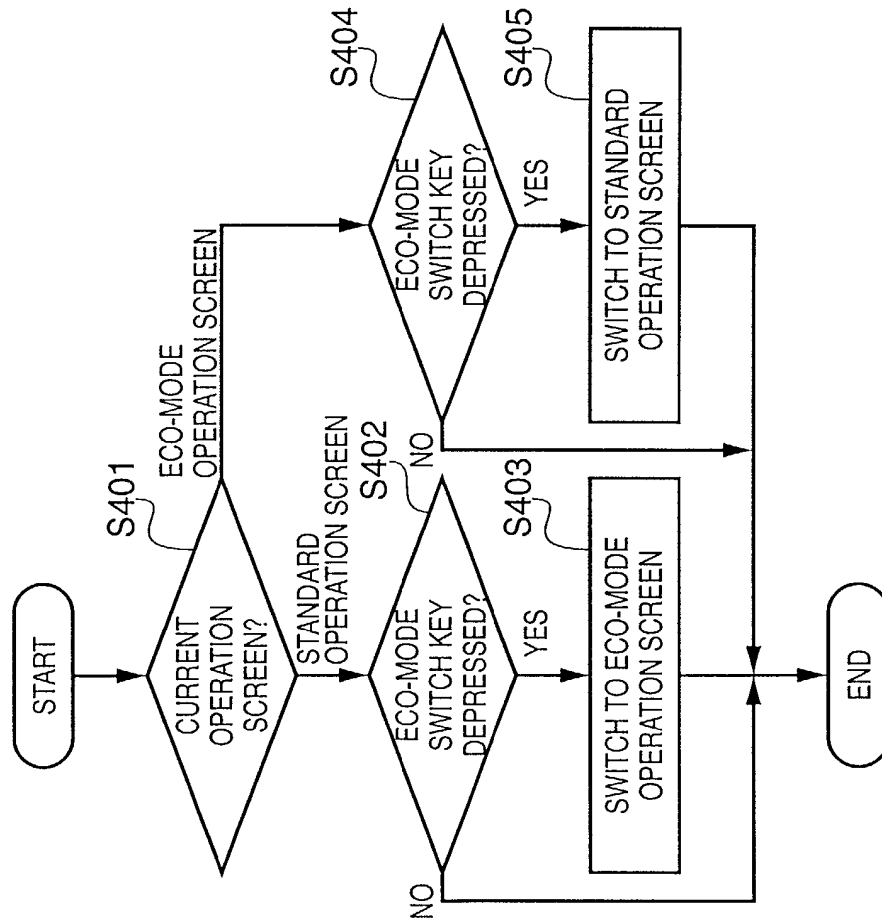 START
S401
CURRENT
OPERATION
SCREEN?
ECO-MODE
OPERATION SCREEN
STANDARD
OPERATION SCREEN
S402
ECO-MODE
SWITCH KEY
DEPRESSED?
NO
YES
S403
SWITCH TO ECO-MODE
OPERATION SCREEN
S404
ECO-MODE
SWITCH KEY
DEPRESSED?
NO
YES
S405
SWITCH TO STANDARD
OPERATION SCREEN
END